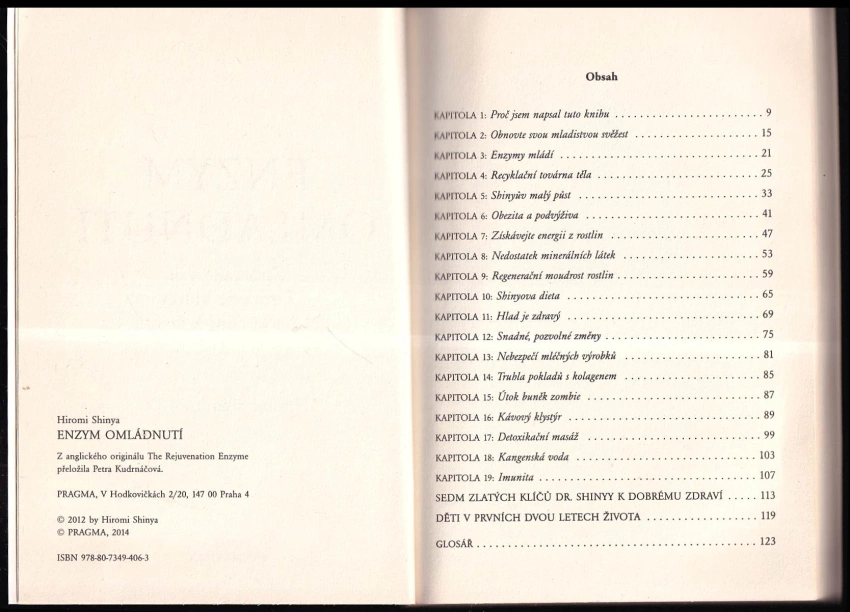 Hiromi Shinya
ENZYM OMLÁDNUTÍ
Z anglického originálu The Rejuvenation Enzyme
přeložila Petra Kudrnáčová.
PRAGMA, V Hodkovičkách 2/20, 147 00 Praha 4
© 2012 by Hiromi Shinya
© PRAGMA, 2014
ISBN 978-80-7349-406-3
Obsah
KAPITOLA 1: Proč jsem napsal tuto knihu . . . . . . . . . . . . . . . . . . . . . . 9
KAPITOLA 2: Obnovte svou mladistvou svěžest . . . . . . . . . . . . . . . . . . 15
KAPITOLA 3: Enzymy mládí . . . . . . . . . . . . . . . . . . . . . . . . . . . . 21
KAPITOLA 4: Recyklační továrna těla . . . . . . . . . . . . . . . . . . . . . . . 25
KAPITOLA 5: Shinyův malý půst . . . . . . . . . . . . . . . . . . . . . . . . . . 33
KAPITOLA 6: Obezita a podvýživa . . . . . . . . . . . . . . . . . . . . . . . . . 41
KAPITOLA 7: Získávejte energii z rostlin . . . . . . . . . . . . . . . . . . . . . . 47
KAPITOLA 8: Nedostatek minerálních látek . . . . . . . . . . . . . . . . . . . . 53
KAPITOLA 9: Regenerační moudrost rostlin . . . . . . . . . . . . . . . . . . . . 59
KAPITOLA 10: Shinyova dieta . . . . . . . . . . . . . . . . . . . . . . . . . . . 65
KAPITOLA 11: Hlad je zdravý . . . . . . . . . . . . . . . . . . . . . . . . . . . 69
KAPITOLA 12: Snadné, pozvolné změny . . . . . . . . . . . . . . . . . . . . . . 75
KAPITOLA 13: Nebezpečí mléčných výrobků . . . . . . . . . . . . . . . . . . . 81
KAPITOLA 14: Truhla pokladů s kolagenem . . . . . . . . . . . . . . . . . . . 85
KAPITOLA 15: Útok buněk zombie . . . . . . . . . . . . . . . . . . . . . . . . 87
KAPITOLA 16: Kávový klystýr . . . . . . . . . . . . . . . . . . . . . . . . . . . 89
KAPITOLA 17: Detoxikační masáž . . . . . . . . . . . . . . . . . . . . . . . . . 99
KAPITOLA 18: Kangenská voda . . . . . . . . . . . . . . . . . . . . . . . . . . 103
KAPITOLA 19: Imunita . . . . . . . . . . . . . . . . . . . . . . . . . . . . . . 107
SEDM ZLATÝCH KLÍČŮ DR. SHINYY K DOBRÉMU ZDRAVÍ . . . . . 113
DĚTI V PRVNÍCH DVOU LETECH ŽIVOTA . . . . . . . . . . . . . . . . . 119
GLOSÁŘ . . . . . . . . . . . . . . . . . . . . . . . . . . . . . . . . . . . . . . 123